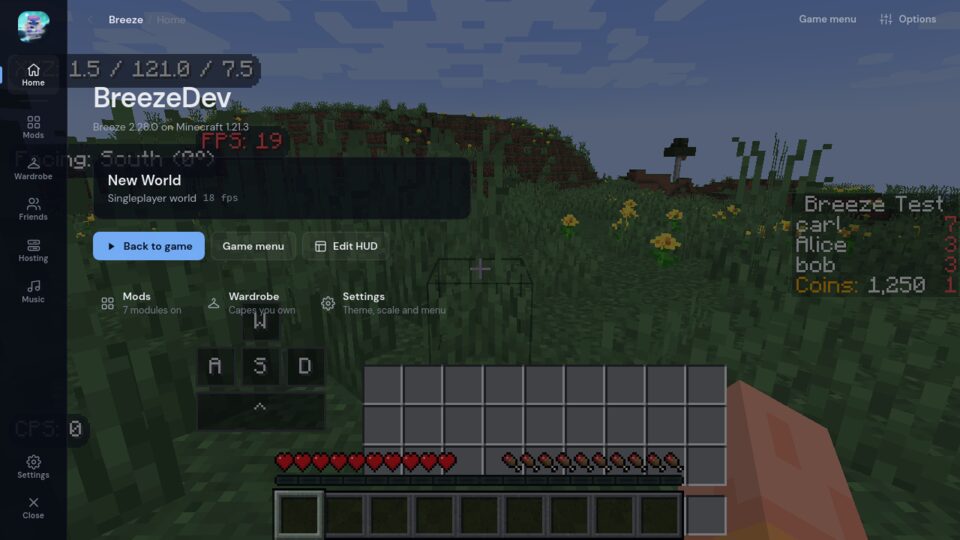 Breeze / Home
Game menu
Options
XYZ: 1.5 / 121.0 / 7.5
Home
BreezeDev
Breeze 2.28.0 on Minecraft 1.21.3
FPS: 19
Mods
Facing: South (0°)
Wardrobe
New World
Singleplayer world 18 fps
Friends
Breeze Test
carl 7
Alice 3
bob 3
Coins: 1,250 1
Hosting
Back to game
Game menu
Edit HUD
Music
Mods
7 modules on
Wardrobe
Capes you own
Settings
Theme, scale and menu
W
A
S
D
^
CPS: 0
Settings
Close